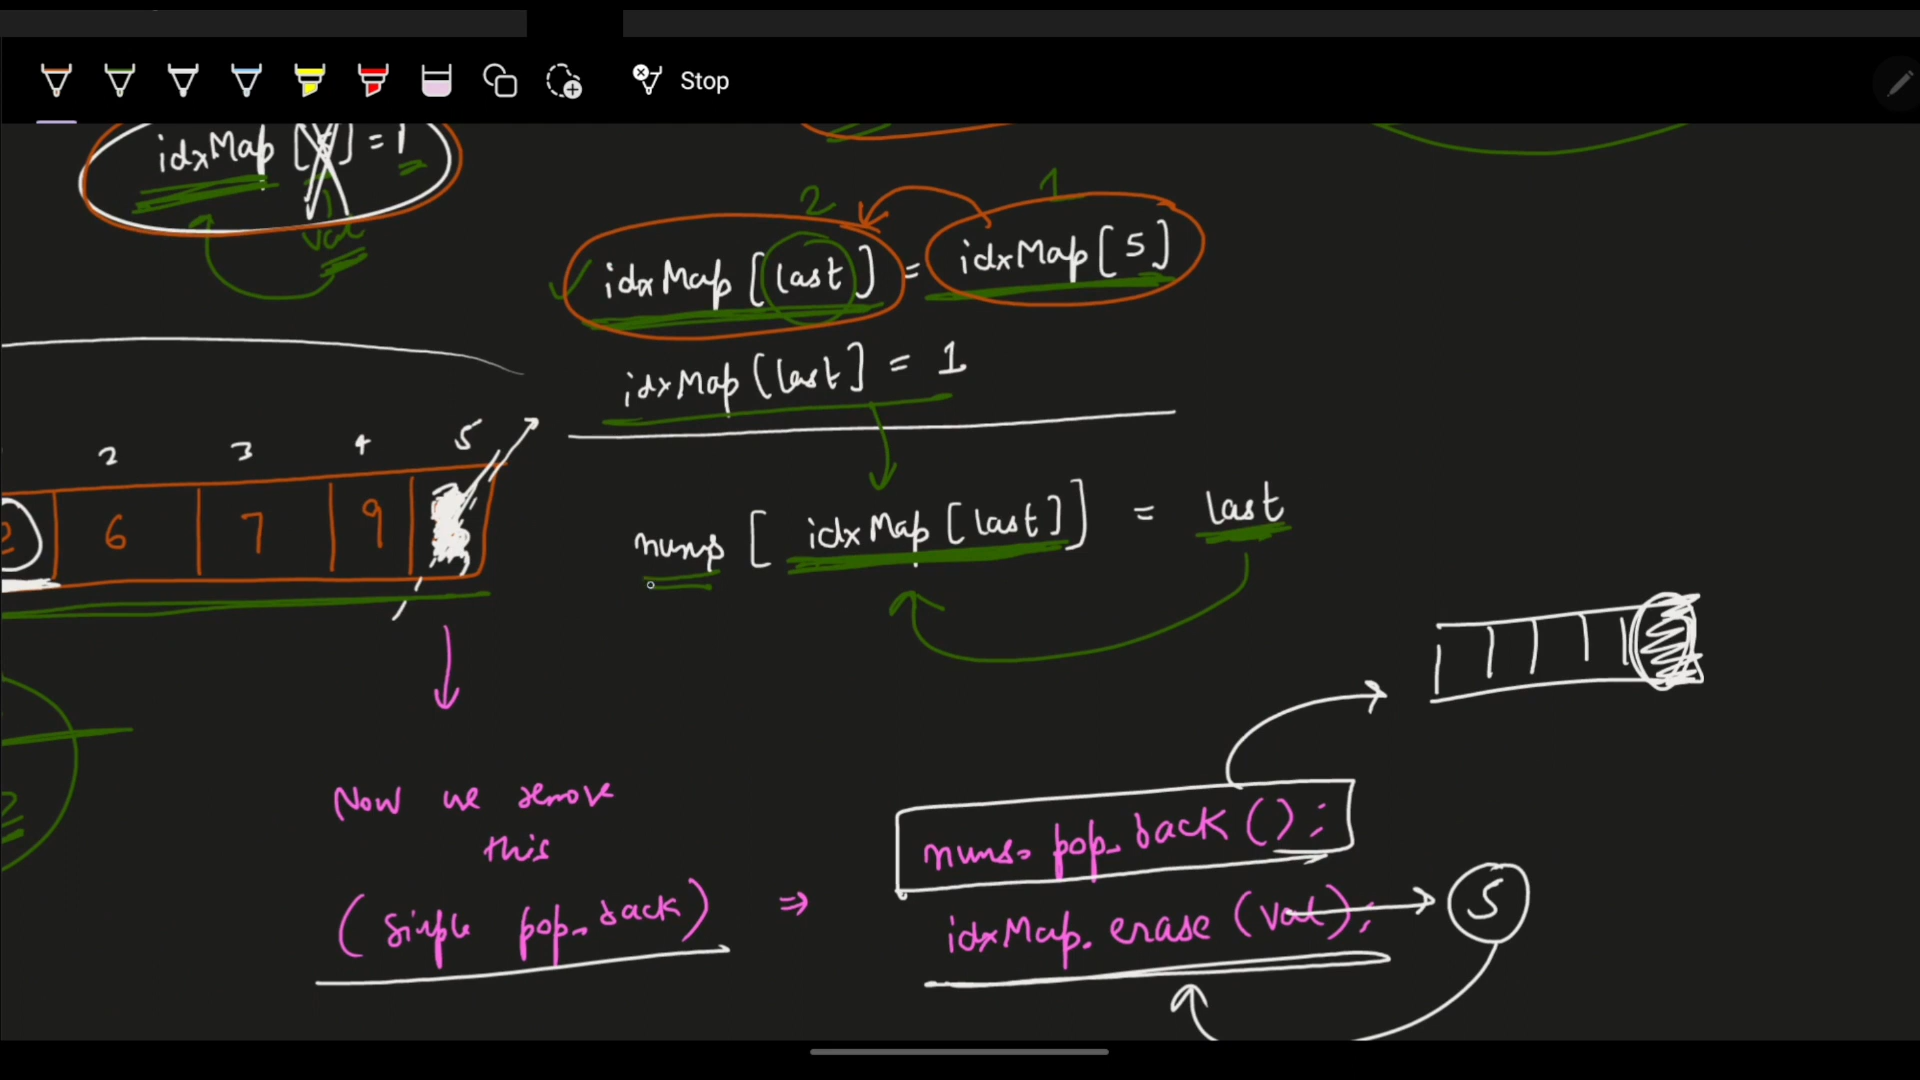 Stop
idxMap [ ] = 1
val
2 1
idxMap [last] = idxMap [5]
idxMap [last] = 1
2 3 4 5
6 7 9
nums [ idxMap [last] ] = last
Now we remove
this
(simple pop_back) ⇒
nums. pop_back ();
idxMap. erase (val); → 5